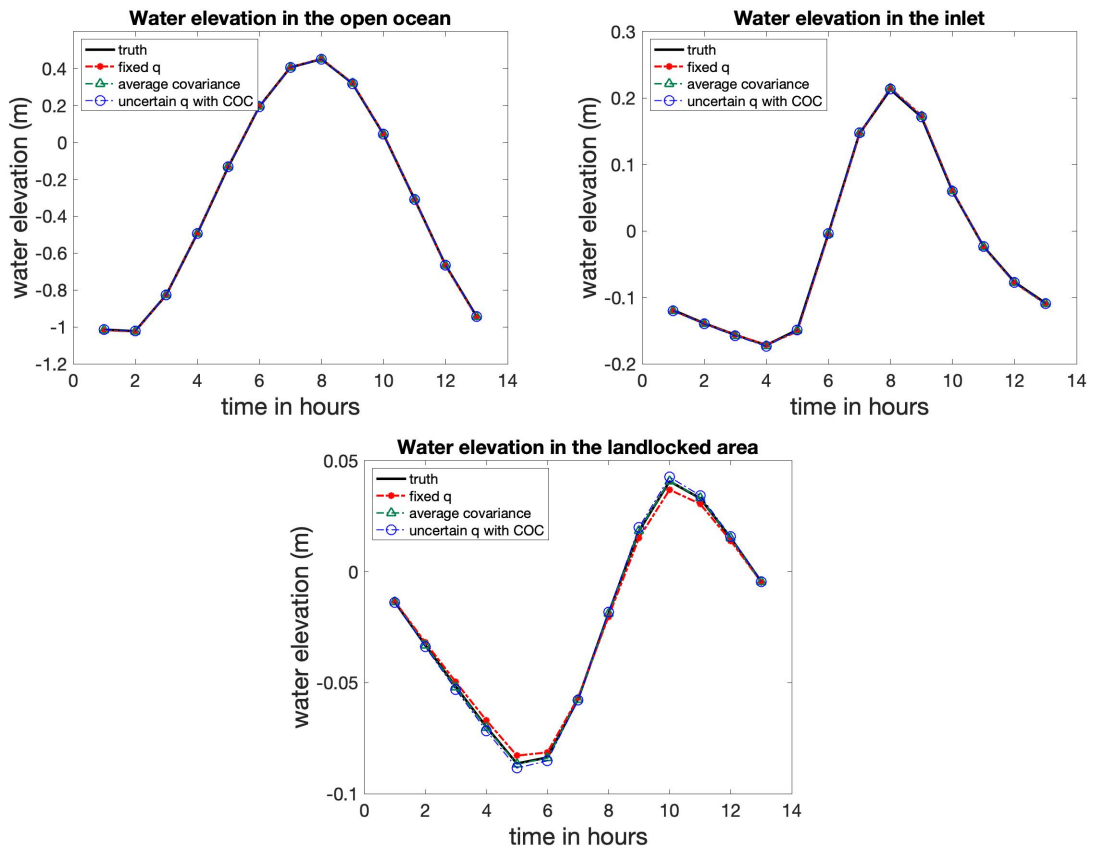 Water elevation in the open ocean
truth
fixed q
average covariance
uncertain q with COC
0.4
0.2
0
-0.2
-0.4
-0.6
-0.8
-1
-1.2
water elevation (m)
0 2 4 6 8 10 12 14
time in hours
Water elevation in the inlet
truth
fixed q
average covariance
uncertain q with COC
0.3
0.2
0.1
0
-0.1
-0.2
water elevation (m)
0 2 4 6 8 10 12 14
time in hours
Water elevation in the landlocked area
truth
fixed q
average covariance
uncertain q with COC
0.05
0
-0.05
-0.1
water elevation (m)
0 2 4 6 8 10 12 14
time in hours